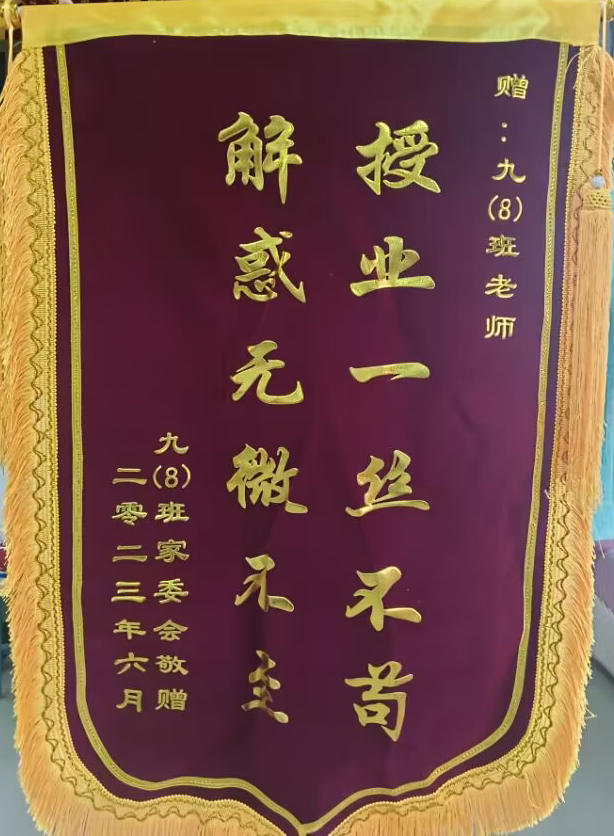 赠：九(8)班老师
授业一丝不苟
解惑无微不至
九(8)班家委会敬赠
二零二三年六月